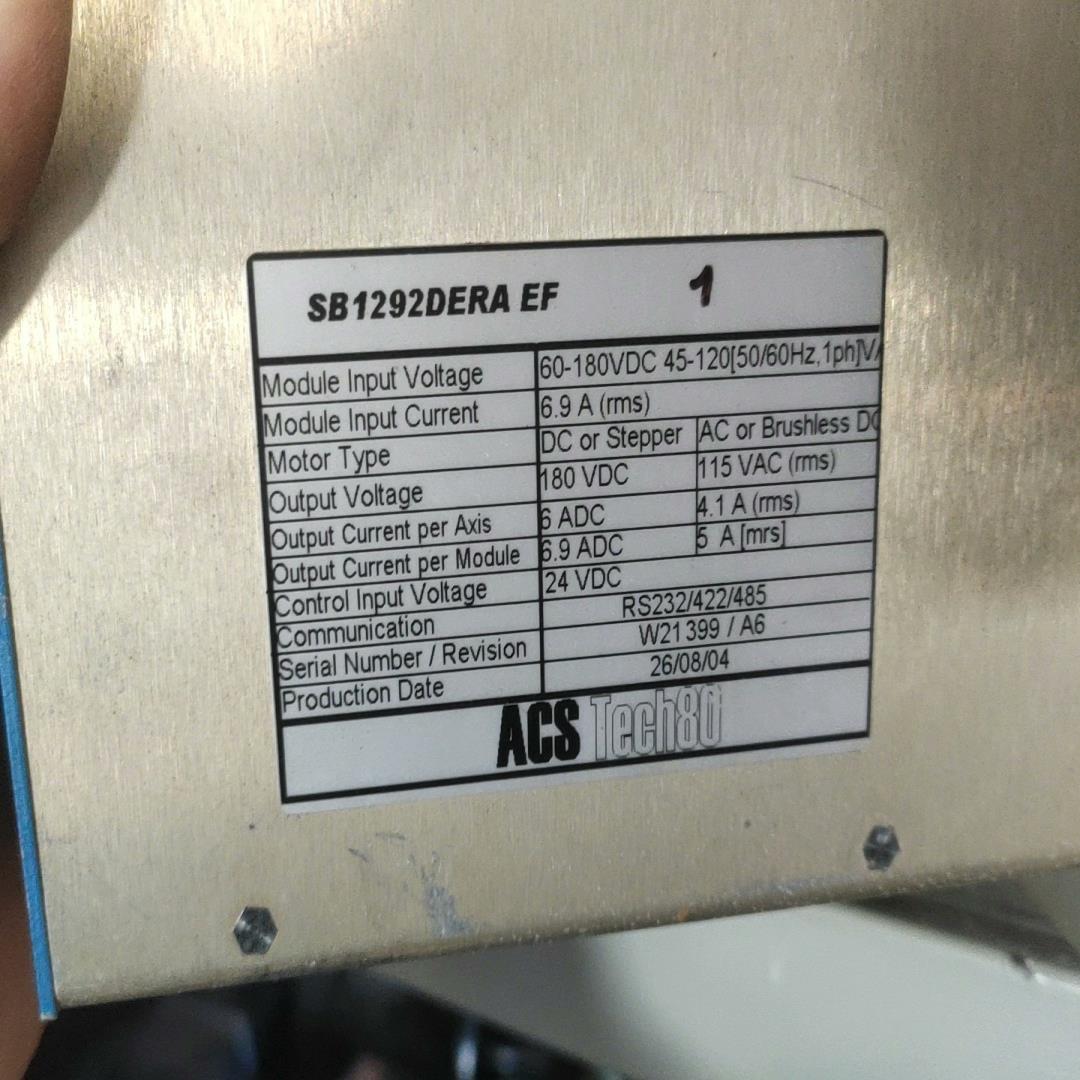 SB1292DERA EF 1
Module Input Voltage 60-180VDC 45-120[50/60Hz,1ph]V
Module Input Current 6.9 A (rms)
Motor Type DC or Stepper AC or Brushless DC
Output Voltage 180 VDC 115 VAC (rms)
Output Current per Axis 6 ADC 4.1 A (rms)
Output Current per Module 6.9 ADC 5 A [mrs]
Control Input Voltage 24 VDC
Communication RS232/422/485
Serial Number / Revision W21399 / A6
Production Date 26/08/04
ACS Tech80